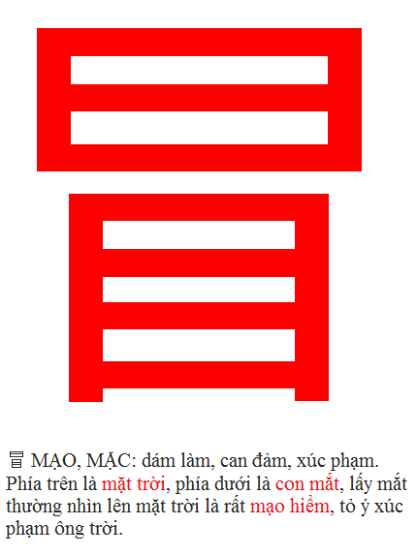 冒
冒 MẠO, MẶC: dám làm, can đảm, xúc phạm.
Phía trên là mặt trời, phía dưới là con mắt, lấy mắt
thường nhìn lên mặt trời là rất mạo hiểm, tỏ ý xúc
phạm ông trời.